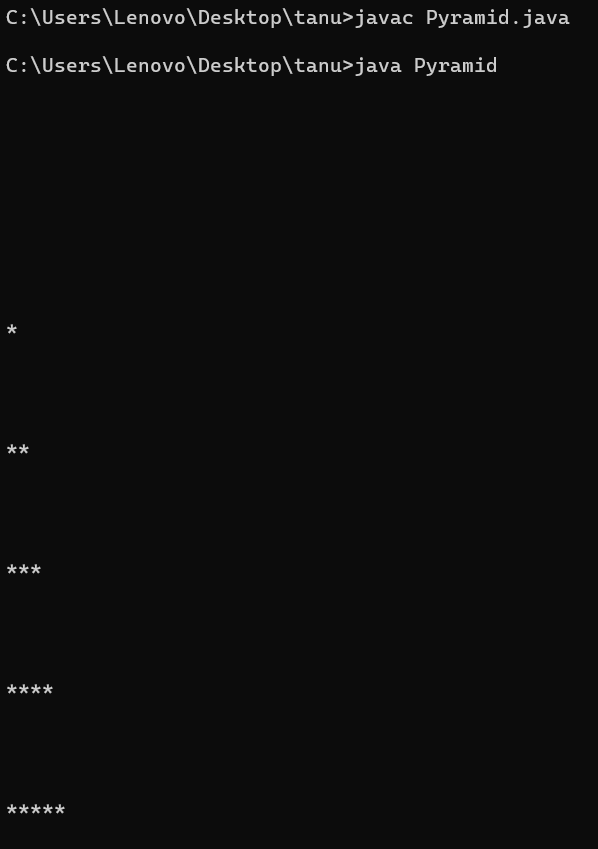 C:\Users\Lenovo\Desktop\tanu>javac Pyramid.java
C:\Users\Lenovo\Desktop\tanu>java Pyramid
*
**
***
****
*****